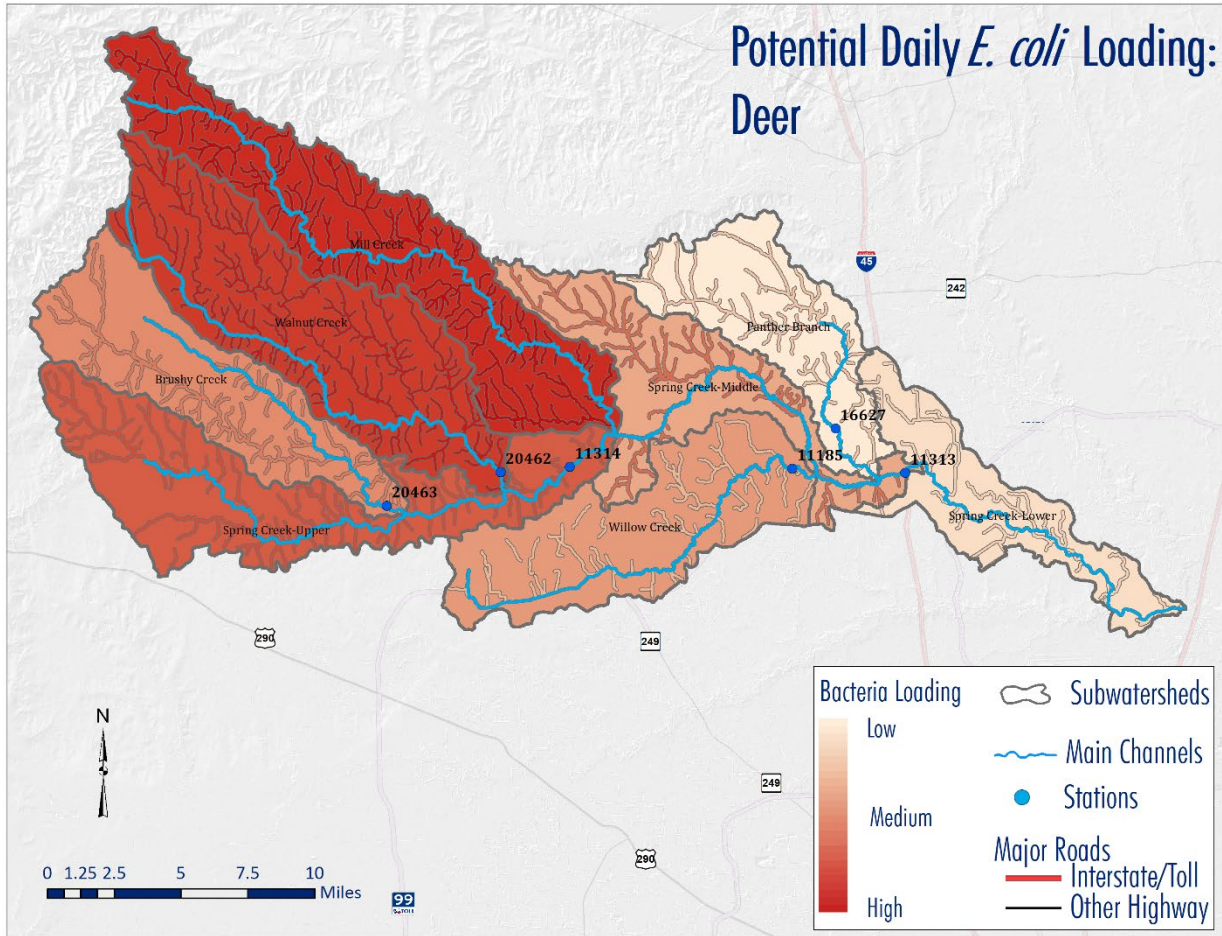 Potential Daily E. coli Loading:
Deer
Mill Creek
45
242
Walnut Creek
Panther Branch
Brushy Creek
Spring Creek-Middle
16627
20462
11314
11185
11313
20463
Spring Creek-Upper
Willow Creek
Spring Creek-Lower
290
249
N
0 1.25 2.5 5 7.5 10
Miles
99
TOLL
249
290
Bacteria Loading
Low
Medium
High
Subwatersheds
Main Channels
Stations
Major Roads
Interstate/Toll
Other Highway